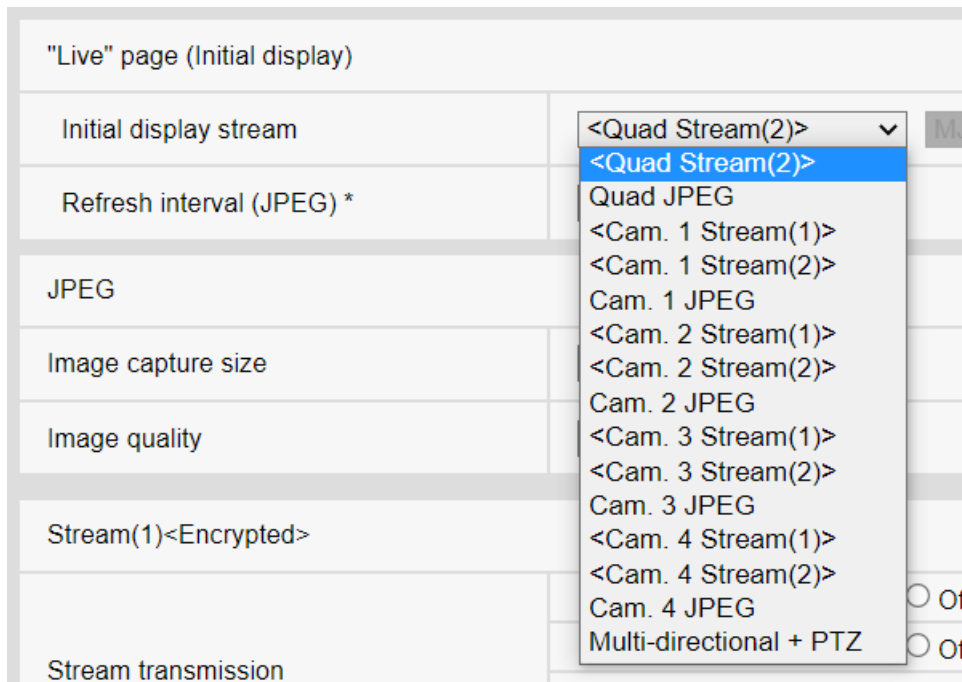 "Live" page (Initial display)
Initial display stream
<Quad Stream(2)>
<Quad Stream(2)>
Quad JPEG
<Cam. 1 Stream(1)>
<Cam. 1 Stream(2)>
Cam. 1 JPEG
<Cam. 2 Stream(1)>
<Cam. 2 Stream(2)>
Cam. 2 JPEG
<Cam. 3 Stream(1)>
<Cam. 3 Stream(2)>
Cam. 3 JPEG
<Cam. 4 Stream(1)>
<Cam. 4 Stream(2)>
Cam. 4 JPEG
Multi-directional + PTZ
Refresh interval (JPEG) *
JPEG
Image capture size
Image quality
Stream(1)<Encrypted>
Stream transmission